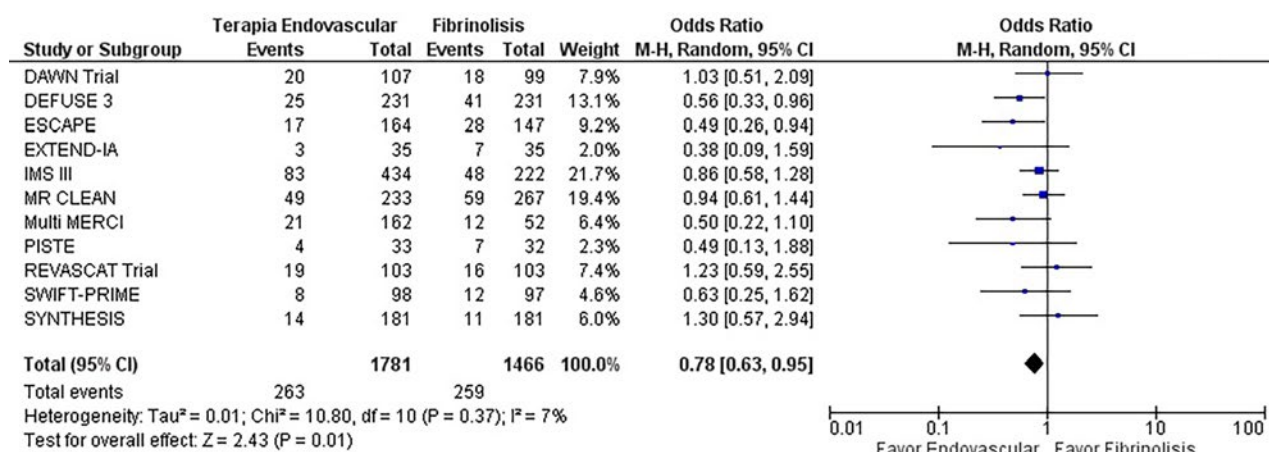 Terapia Endovascular Fibrinolisis Odds Ratio Odds Ratio
Study or Subgroup Events Total Events Total Weight M-H, Random, 95% CI M-H, Random, 95% CI
DAWN Trial 20 107 18 99 7.9% 1.03 [0.51, 2.09]
DEFUSE 3 25 231 41 231 13.1% 0.56 [0.33, 0.96]
ESCAPE 17 164 28 147 9.2% 0.49 [0.26, 0.94]
EXTEND-IA 3 35 7 35 2.0% 0.38 [0.09, 1.59]
IMS III 83 434 48 222 21.7% 0.86 [0.58, 1.28]
MR CLEAN 49 233 59 267 19.4% 0.94 [0.61, 1.44]
Multi MERCI 21 162 12 52 6.4% 0.50 [0.22, 1.10]
PISTE 4 33 7 32 2.3% 0.49 [0.13, 1.88]
REVASCAT Trial 19 103 16 103 7.4% 1.23 [0.59, 2.55]
SWIFT-PRIME 8 98 12 97 4.6% 0.63 [0.25, 1.62]
SYNTHESIS 14 181 11 181 6.0% 1.30 [0.57, 2.94]
Total (95% CI) 1781 1466 100.0% 0.78 [0.63, 0.95]
Total events 263 259
Heterogeneity: Tau² = 0.01; Chi² = 10.80, df = 10 (P = 0.37); I² = 7%
Test for overall effect: Z = 2.43 (P = 0.01)
0.01 0.1 1 10 100
Favor Endovascular Favor Fibrinolisis